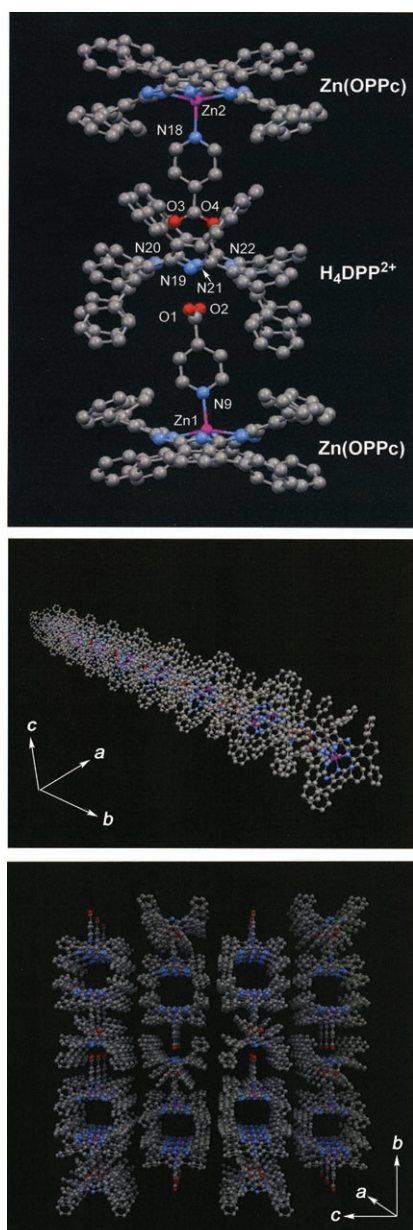 Zn(OPPc)
Zn2
N18
O3 O4
N20 N22
H₄DPP²⁺
N19 N21
O1 O2
N9
Zn1
Zn(OPPc)
c
a
b
b
a
c